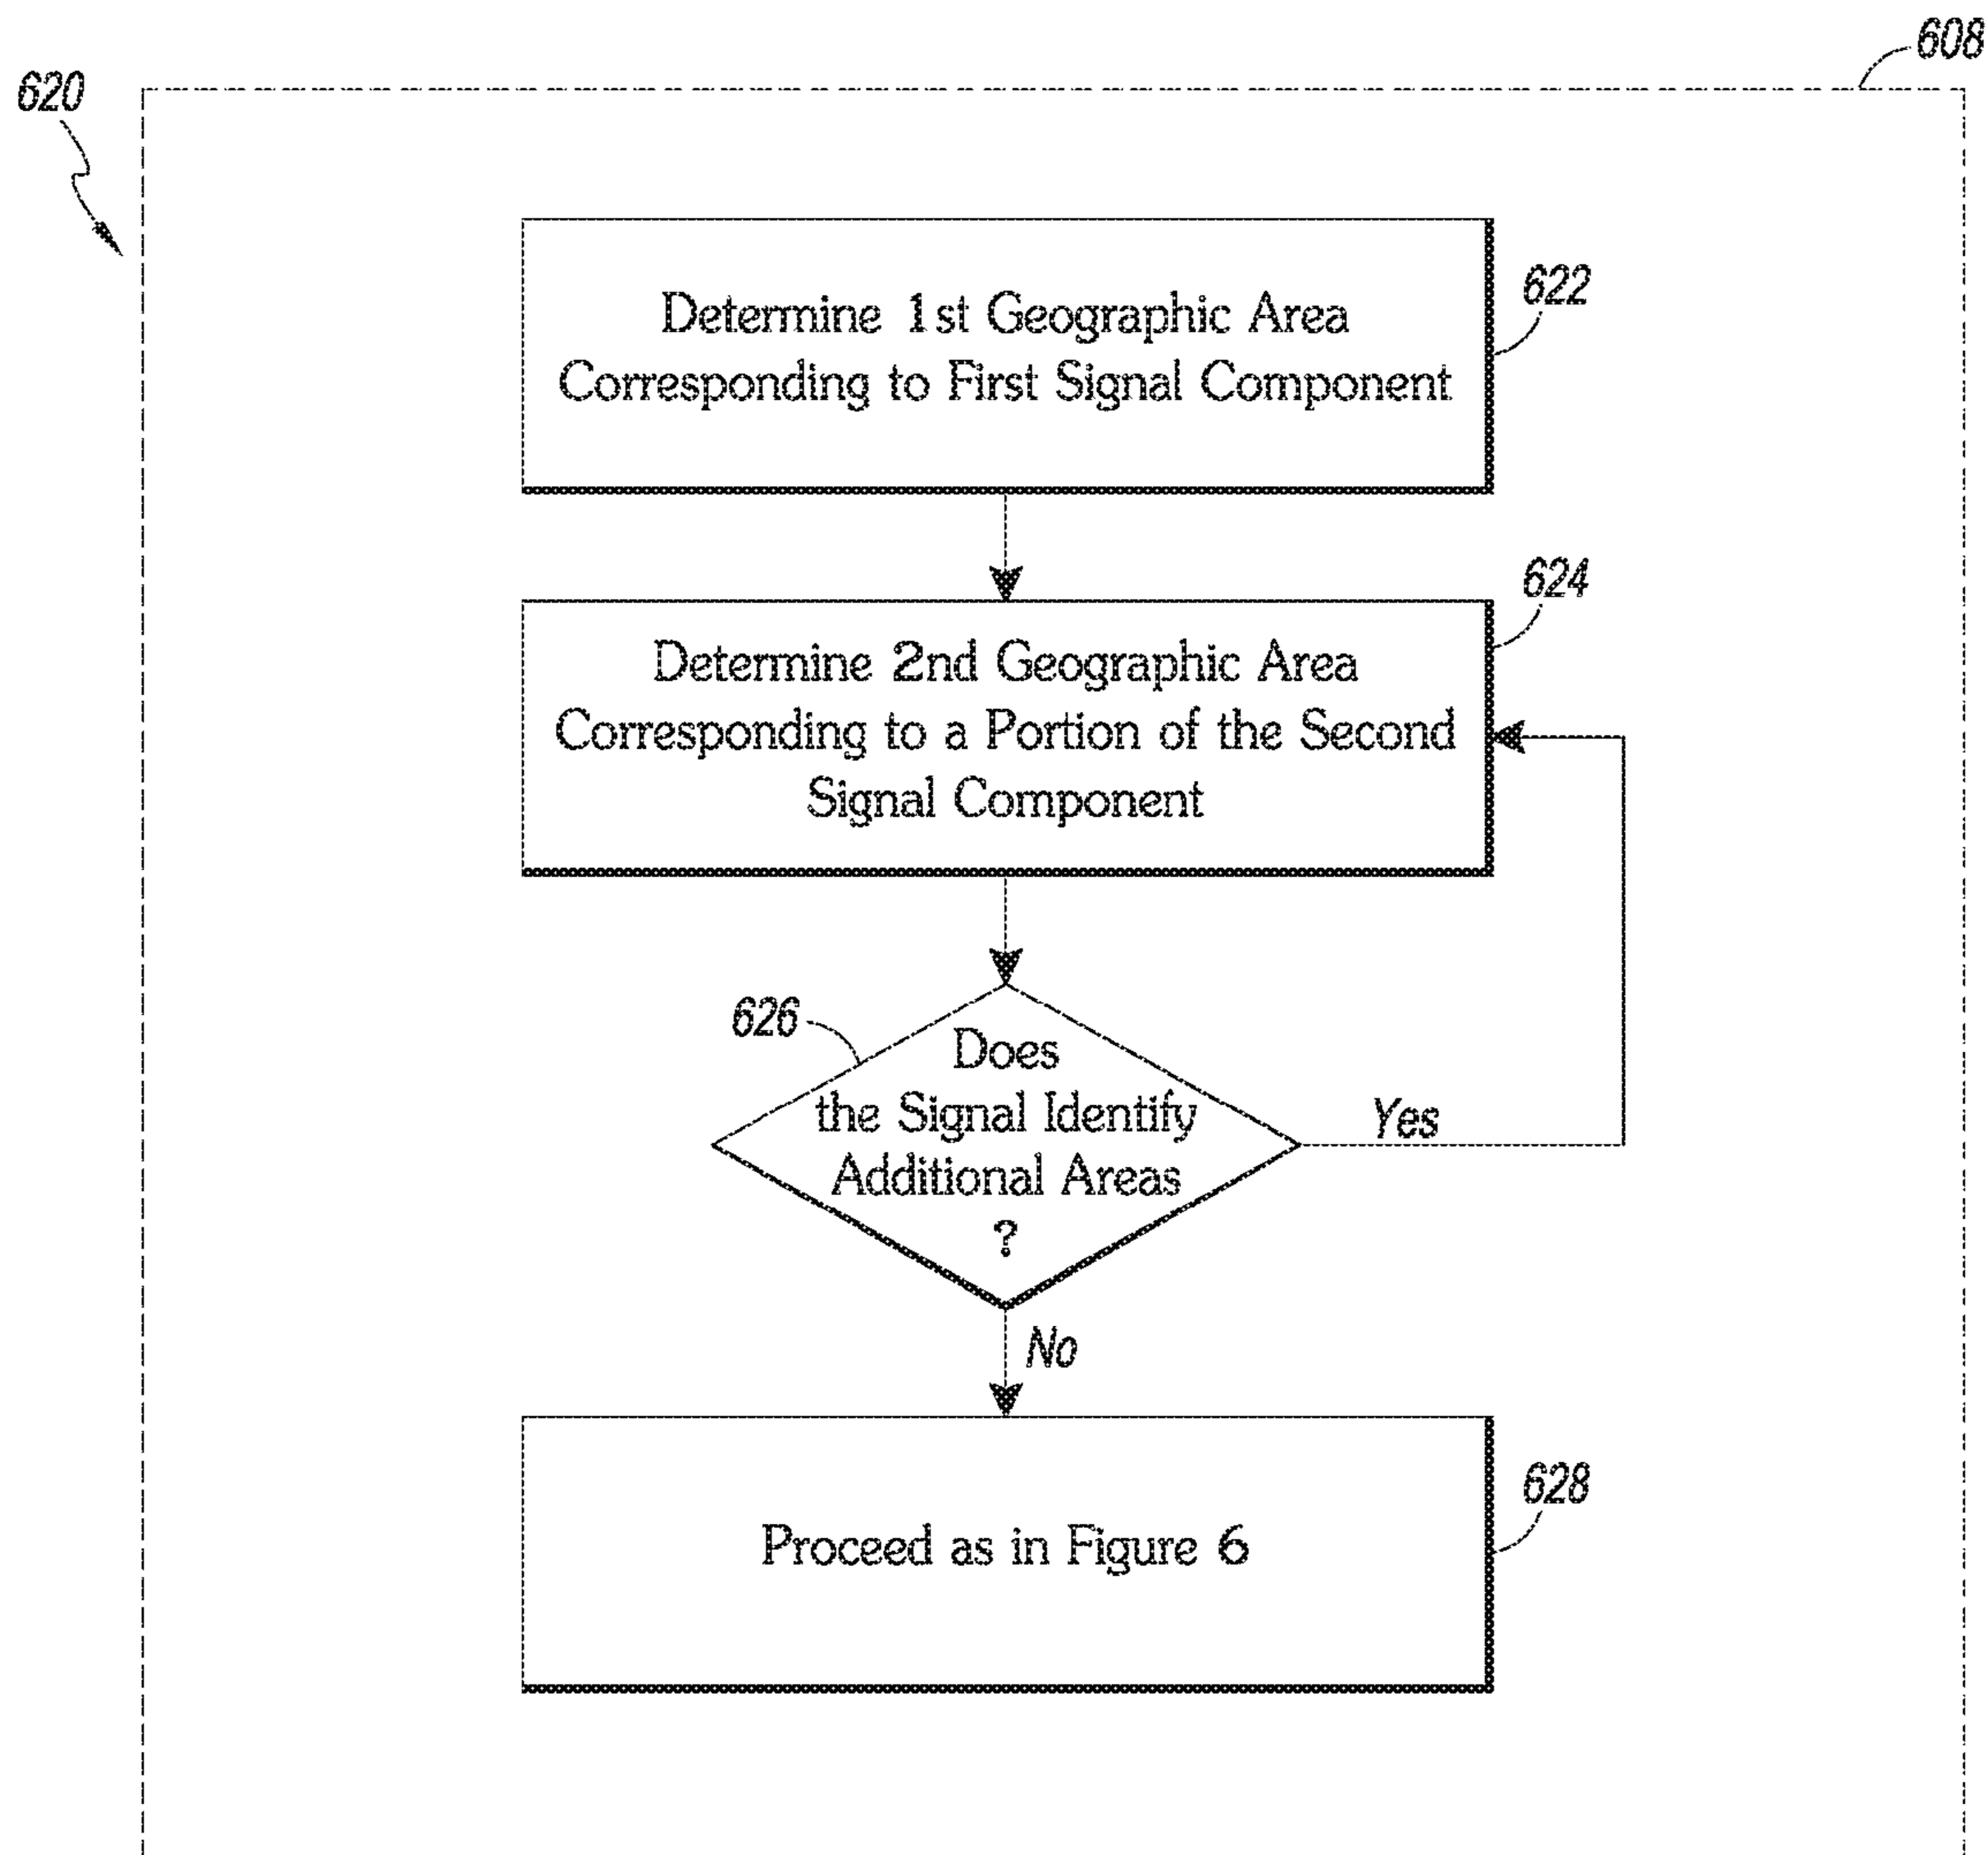 608
620
Determine 1st Geographic Area
Corresponding to First Signal Component
622
624
Determine 2nd Geographic Area
Corresponding to a Portion of the Second
Signal Component
626
Does
the Signal Identify
Additional Areas
?
Yes
No
Proceed as in Figure 6
628